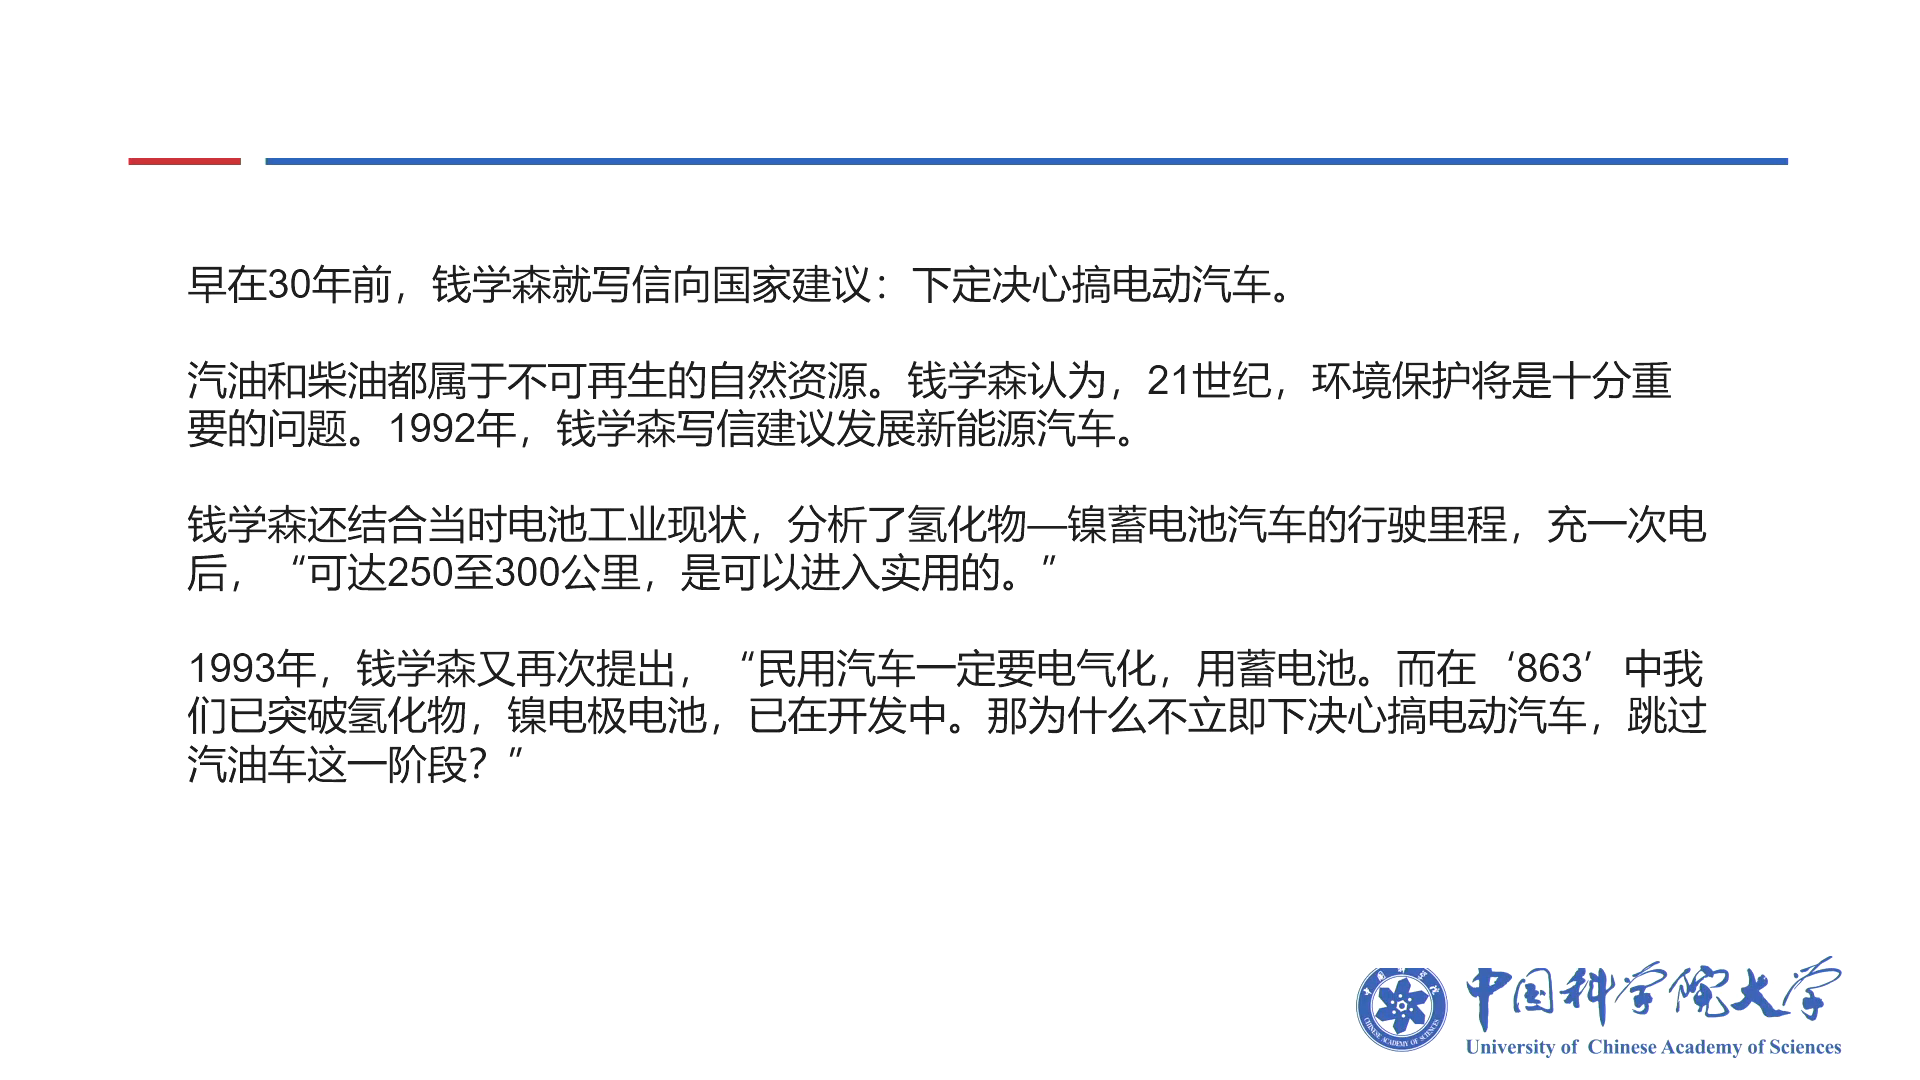 早在30年前，钱学森就写信向国家建议：下定决心搞电动汽车。
汽油和柴油都属于不可再生的自然资源。钱学森认为，21世纪，环境保护将是十分重
要的问题。1992年，钱学森写信建议发展新能源汽车。
钱学森还结合当时电池工业现状，分析了氢化物—镍蓄电池汽车的行驶里程，充一次电
后，“可达250至300公里，是可以进入实用的。”
1993年，钱学森又再次提出，“民用汽车一定要电气化，用蓄电池。而在‘863’中我
们已突破氢化物，镍电极电池，已在开发中。那为什么不立即下决心搞电动汽车，跳过
汽油车这一阶段？”
中国科学院大学
University of Chinese Academy of Sciences
CHINESE ACADEMY OF SCIENCES